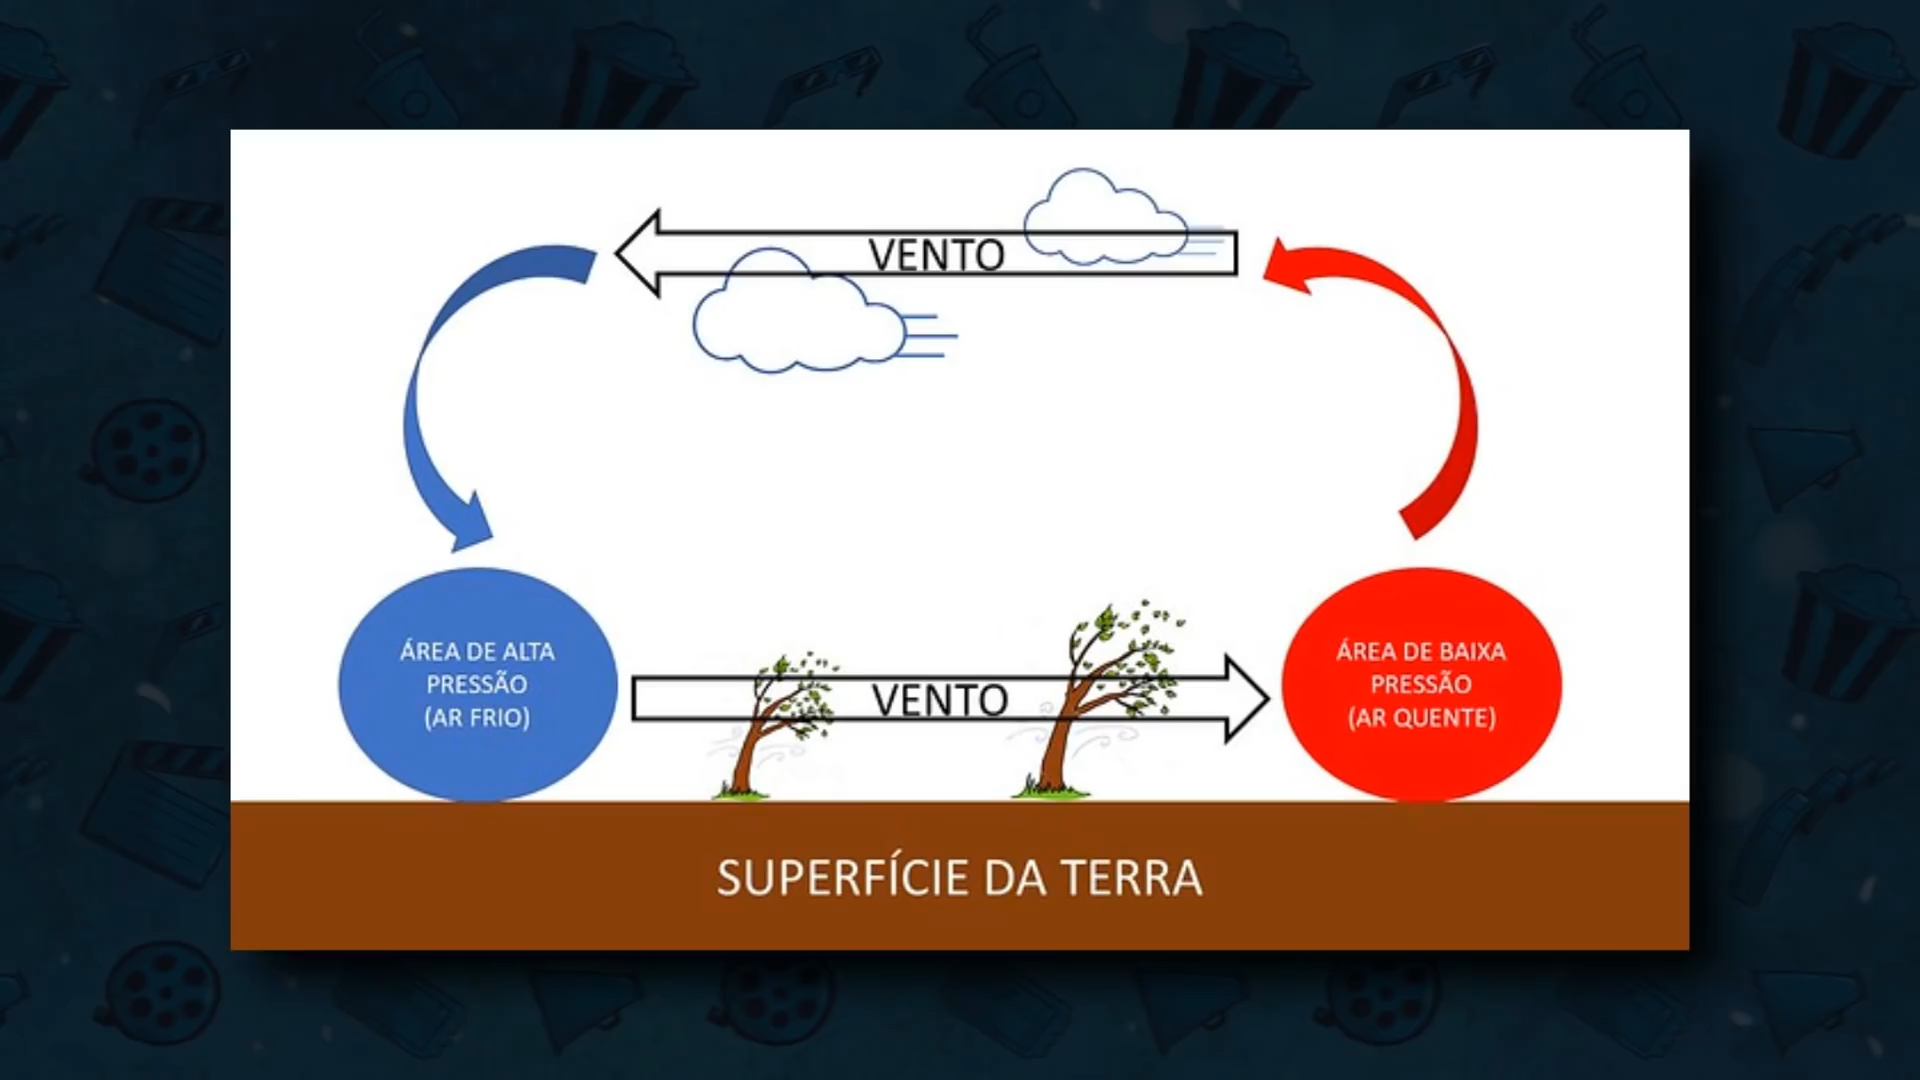 VENTO
ÁREA DE ALTA
PRESSÃO
(AR FRIO)
VENTO
ÁREA DE BAIXA
PRESSÃO
(AR QUENTE)
SUPERFÍCIE DA TERRA